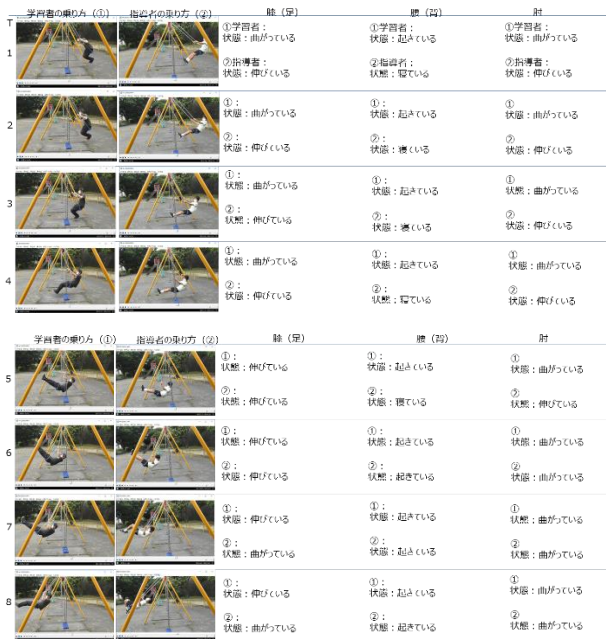 学習者の乗り方（①） 指導者の乗り方（②） 膝（足） 腰（背） 肘
T
1
①学習者： ①学習者： ①学習者：
状態：曲がっている 状態：起きている 状態：曲がっている
②指導者： ②指導者： ②指導者：
状態：伸びいる 状態：寝ている 状態：伸びている
2
①： ①： ①
状態：曲がっている 状態：起きている 状態：曲がっている
②： ②： ②
状態：伸びている 状態：寝ている 状態：伸びている
3
①： ①： ①
状態：曲がっている 状態：起きている 状態：曲がっている
②： ②： ②
状態：伸びている 状態：寝ている 状態：伸びている
4
①： ①： ①
状態：曲がっている 状態：起きている 状態：曲がっている
②： ②： ②
状態：伸びている 状態：寝ている 状態：伸びている
学習者の乗り方（①） 指導者の乗り方（②） 膝（足） 腰（背） 肘
5
①： ①： ①
状態：伸びている 状態：起きている 状態：曲がっている
②： ②： ②
状態：伸びている 状態：寝ている 状態：伸びている
6
①： ①： ①
状態：伸びている 状態：起きている 状態：曲がっている
②： ②： ②
状態：伸びている 状態：起きている 状態：曲がっている
7
①： ①： ①
状態：伸びている 状態：起きている 状態：曲がっている
②： ②： ②
状態：曲がっている 状態：起きている 状態：曲がっている
8
①： ①： ①
状態：伸びている 状態：起きている 状態：曲がっている
②： ②： ②
状態：曲がっている 状態：起きている 状態：曲がっている